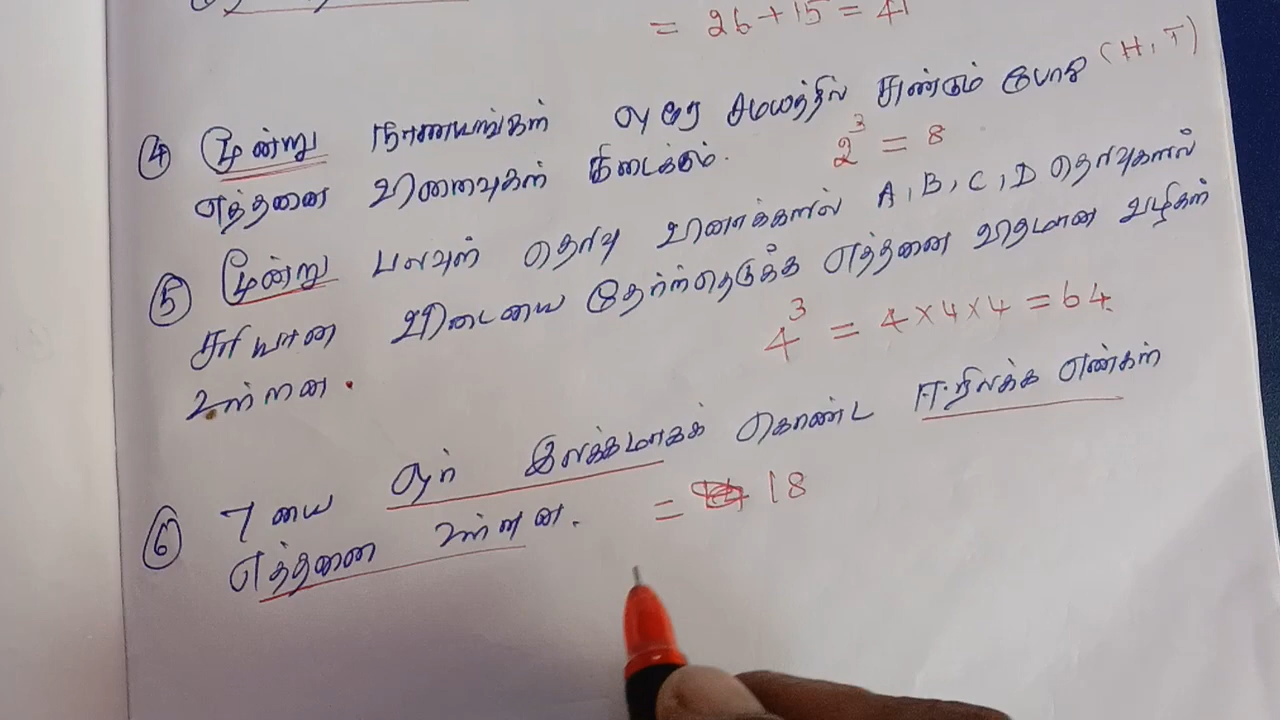 = 26 + 15 = 41
④ மூன்று நாணயங்கள் ஒரே சமயத்தில் சுண்டும் போது (H, T)
எத்தனை விளைவுகள் கிடைக்கும். 2³ = 8
⑤ மூன்று பலவுள் தெரிவு வினாக்களில் A, B, C, D தெரிவுகளில்
சரியான விடையை தேர்ந்தெடுக்க எத்தனை விதமான வழிகள்
உள்ளன. 4³ = 4×4×4 = 64.
⑥ 7 யை ஓர் இலக்கமாகக் கொண்ட ஈரிலக்க எண்கள்
எத்தனை உள்ளன. = 18